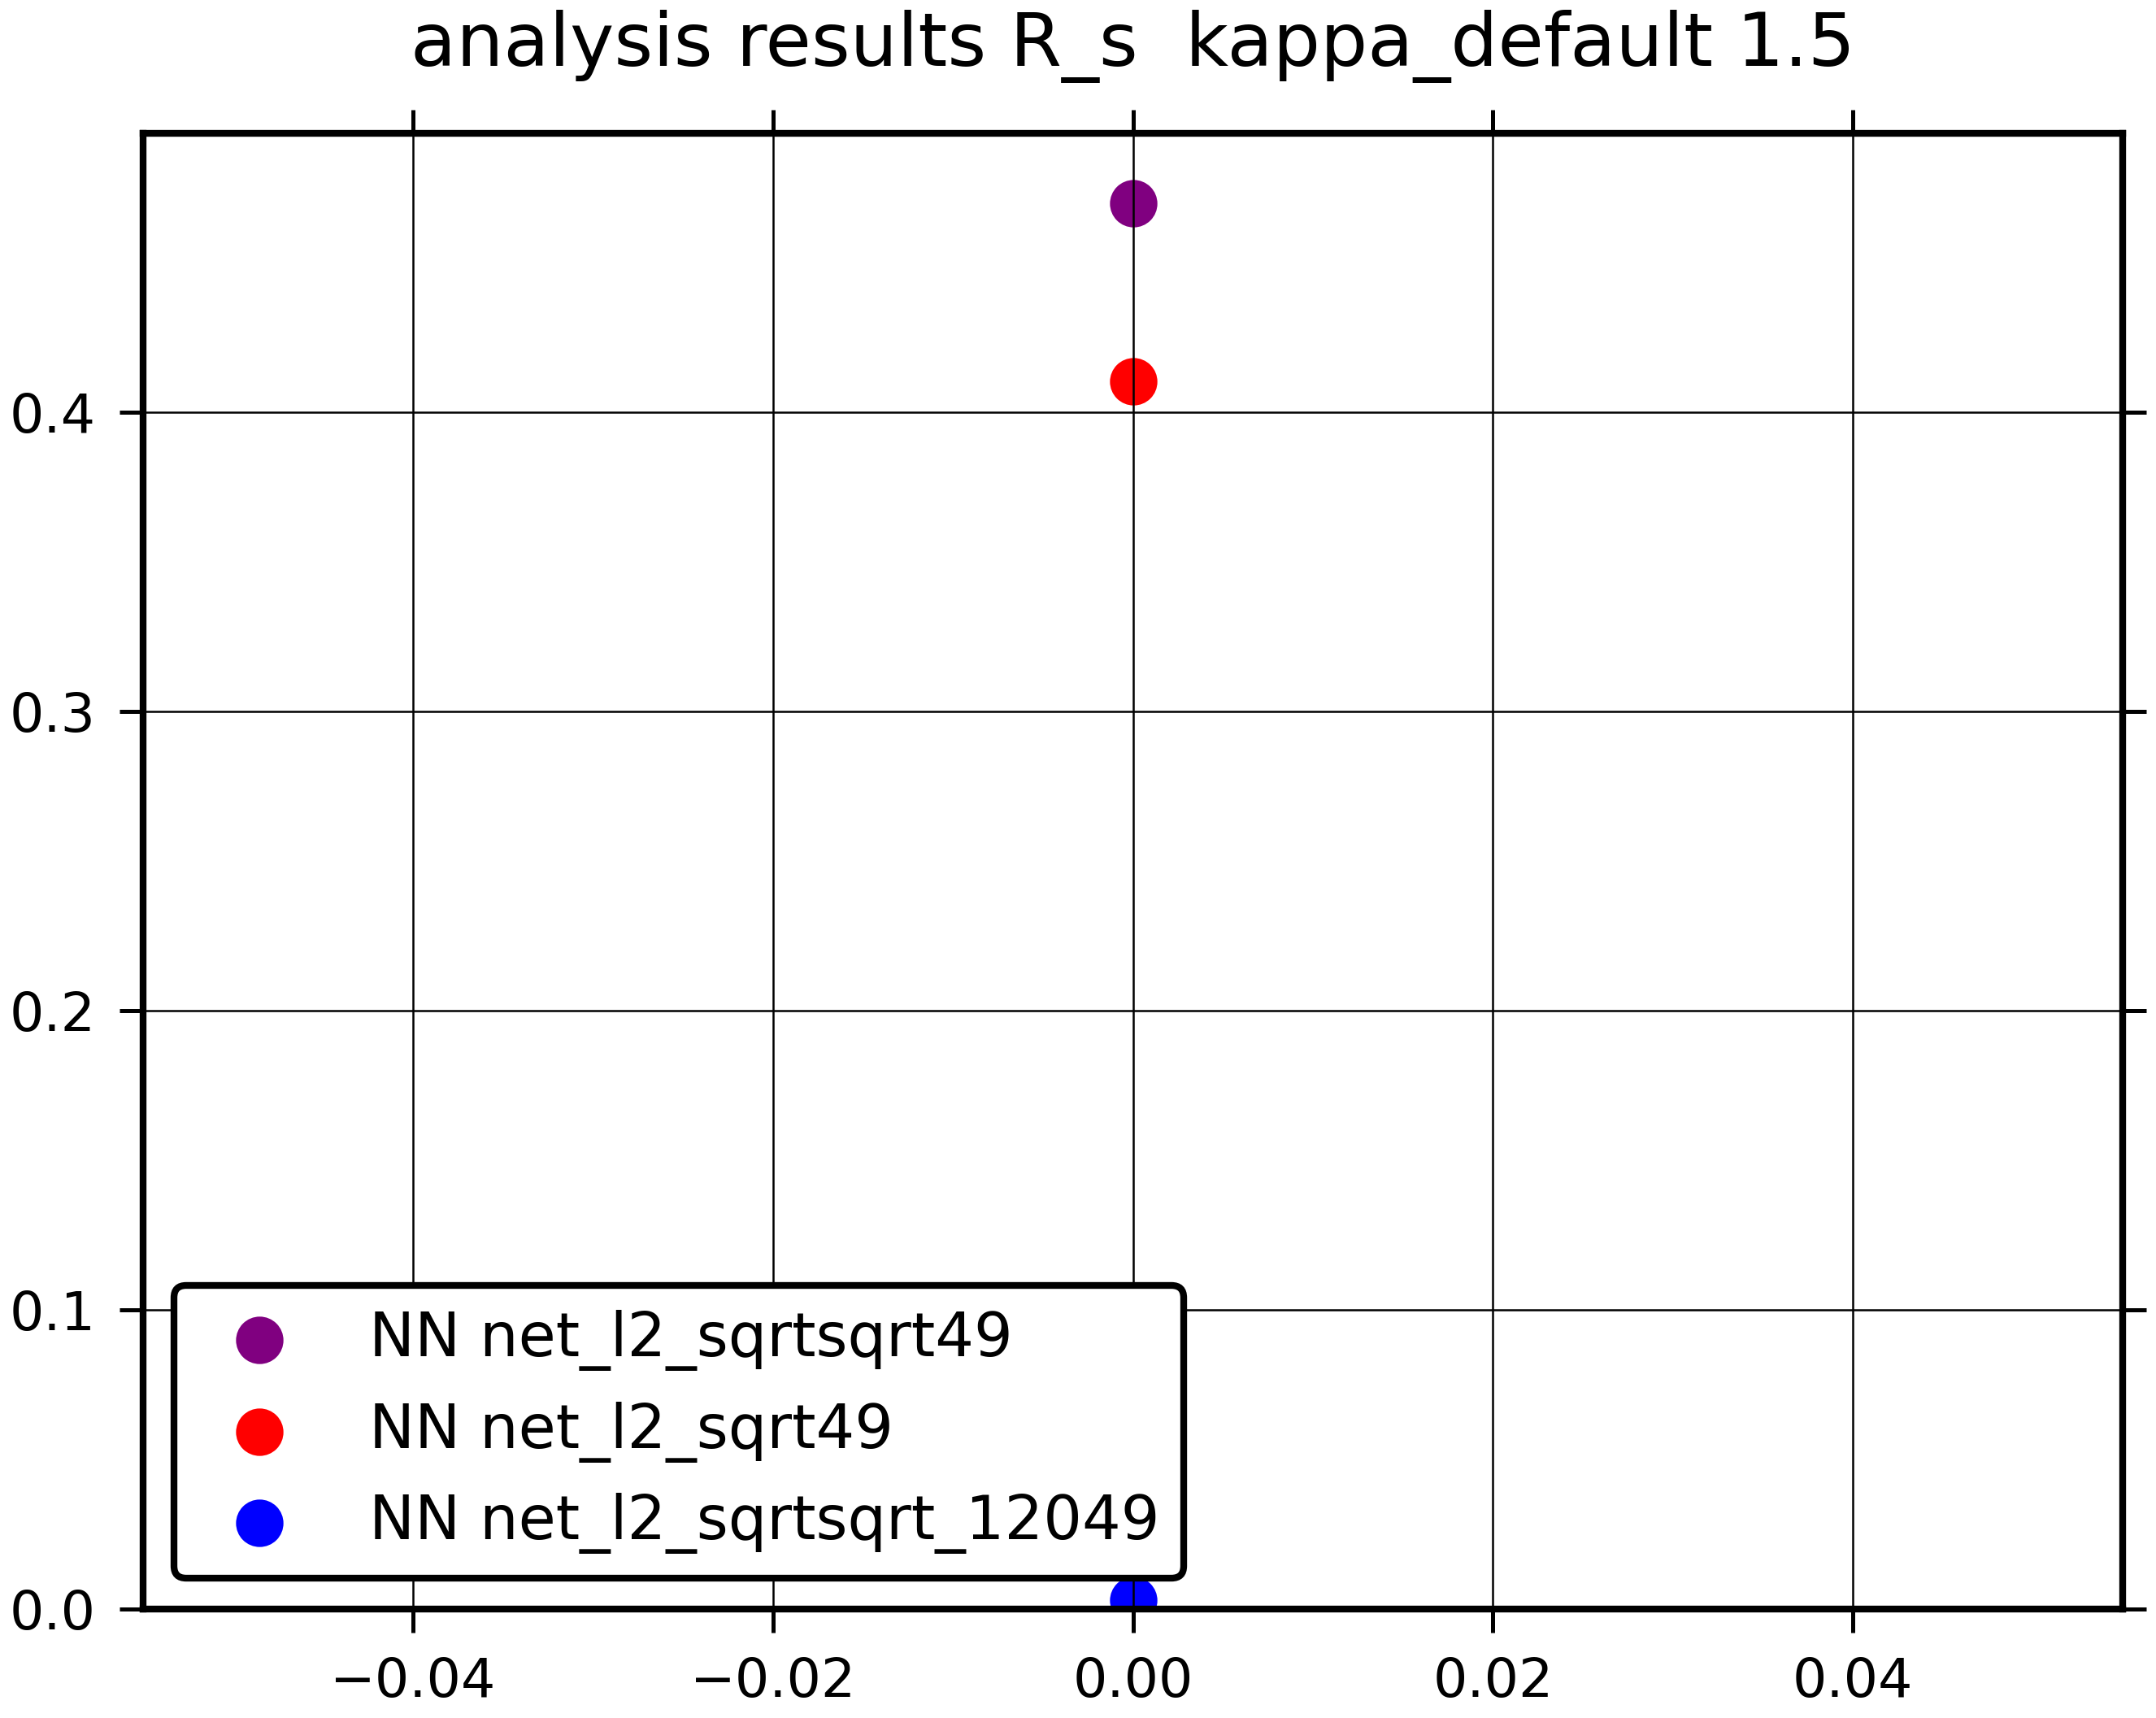 analysis results R_s kappa_default 1.5
0.4
0.3
0.2
0.1
0.0
NN net_l2_sqrtsqrt49
NN net_l2_sqrt49
NN net_l2_sqrtsqrt_12049
−0.04 −0.02 0.00 0.02 0.04